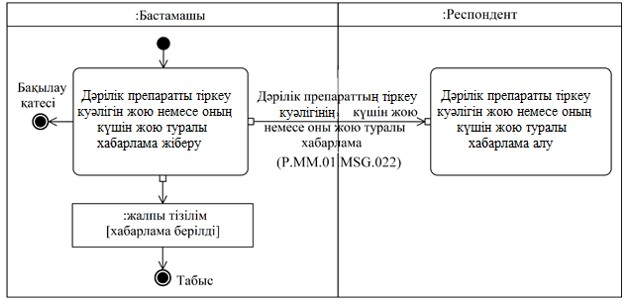 :Бастамашы
:Респондент
Бақылау
қатесі
Дәрілік препаратты тіркеу
куәлігін жою немесе оның
күшін жою туралы
хабарлама жіберу
Дәрілік препараттың тіркеу
куәлігінің күшін жою
немесе оны жою туралы
хабарлама
(P.MM.01.MSG.022)
Дәрілік препаратты тіркеу
куәлігін жою немесе оның
күшін жою туралы
хабарлама алу
:жалпы тізілім
[хабарлама берілді]
Табыс